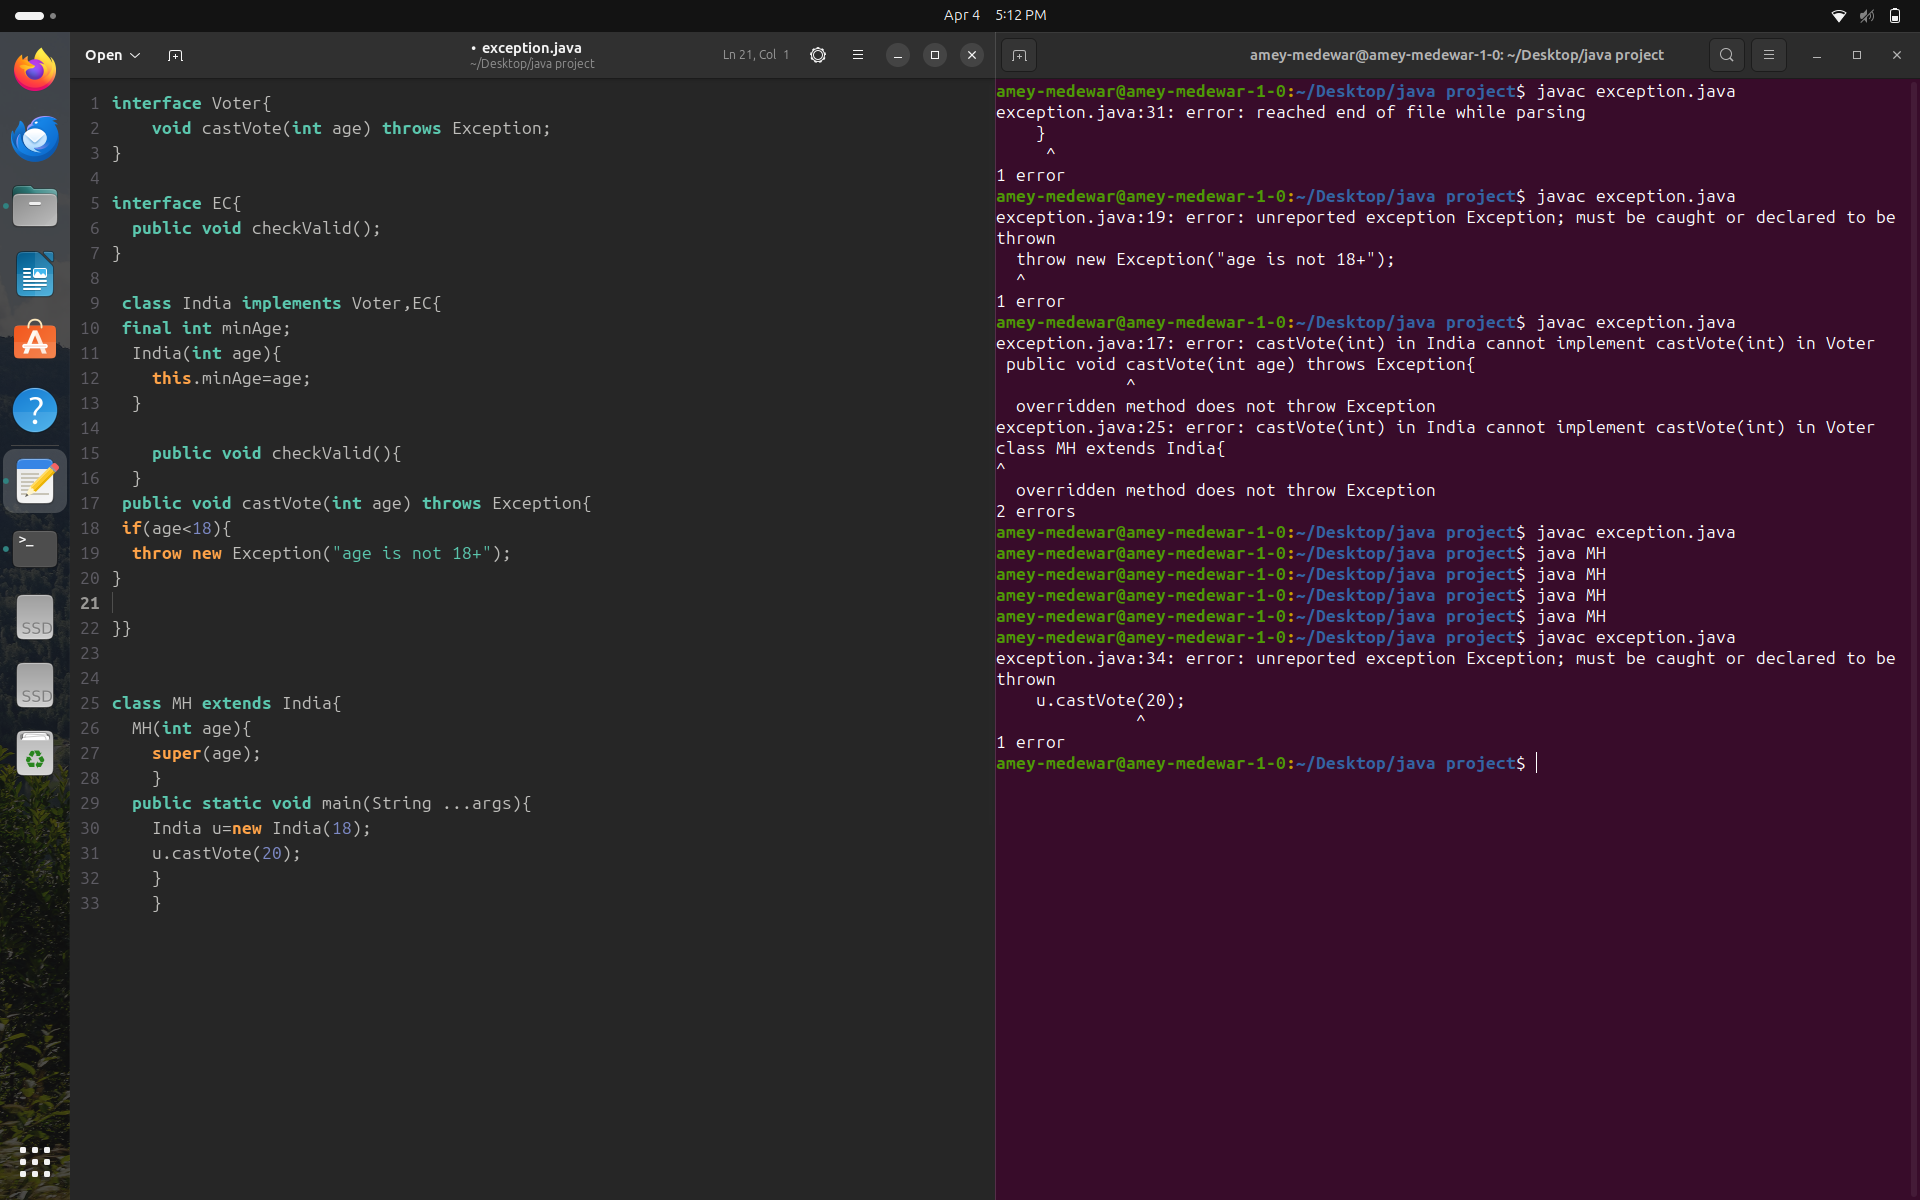 Apr 4 5:12 PM
Open
• exception.java
~/Desktop/java project
Ln 21, Col 1
1 interface Voter{
2 void castVote(int age) throws Exception;
3 }
4
5 interface EC{
6 public void checkValid();
7 }
8
9 class India implements Voter,EC{
10 final int minAge;
11 India(int age){
12 this.minAge=age;
13 }
14
15 public void checkValid(){
16 }
17 public void castVote(int age) throws Exception{
18 if(age<18){
19 throw new Exception("age is not 18+");
20 }
21
22 }}
23
24
25 class MH extends India{
26 MH(int age){
27 super(age);
28 }
29 public static void main(String ...args){
30 India u=new India(18);
31 u.castVote(20);
32 }
33 }
SSD
SSD
amey-medewar@amey-medewar-1-0: ~/Desktop/java project
amey-medewar@amey-medewar-1-0:~/Desktop/java project$ javac exception.java
exception.java:31: error: reached end of file while parsing
}
^
1 error
amey-medewar@amey-medewar-1-0:~/Desktop/java project$ javac exception.java
exception.java:19: error: unreported exception Exception; must be caught or declared to be
thrown
throw new Exception("age is not 18+");
^
1 error
amey-medewar@amey-medewar-1-0:~/Desktop/java project$ javac exception.java
exception.java:17: error: castVote(int) in India cannot implement castVote(int) in Voter
public void castVote(int age) throws Exception{
^
overridden method does not throw Exception
exception.java:25: error: castVote(int) in India cannot implement castVote(int) in Voter
class MH extends India{
^
overridden method does not throw Exception
2 errors
amey-medewar@amey-medewar-1-0:~/Desktop/java project$ javac exception.java
amey-medewar@amey-medewar-1-0:~/Desktop/java project$ java MH
amey-medewar@amey-medewar-1-0:~/Desktop/java project$ java MH
amey-medewar@amey-medewar-1-0:~/Desktop/java project$ java MH
amey-medewar@amey-medewar-1-0:~/Desktop/java project$ java MH
amey-medewar@amey-medewar-1-0:~/Desktop/java project$ javac exception.java
exception.java:34: error: unreported exception Exception; must be caught or declared to be
thrown
u.castVote(20);
^
1 error
amey-medewar@amey-medewar-1-0:~/Desktop/java project$